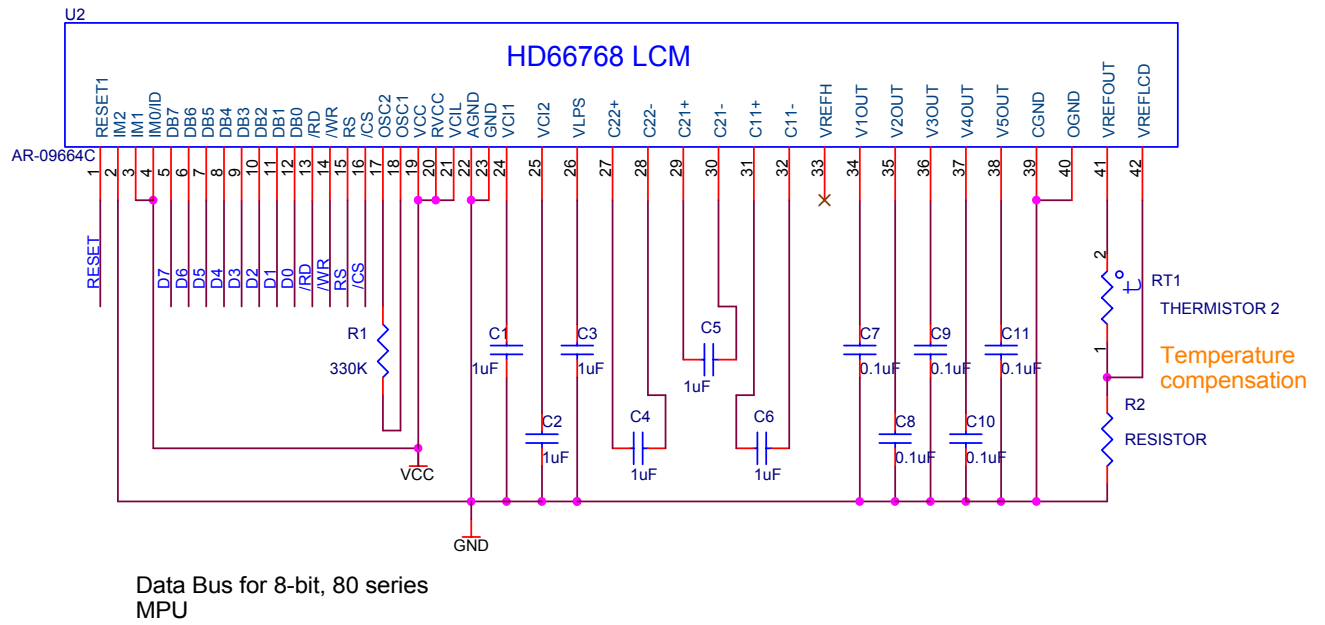 U2
HD66768 LCM
RESET1
IM2
IM1
IM0/ID
DB7
DB6
DB5
DB4
DB3
DB2
DB1
DB0
/RD
/WR
RS
/CS
OSC2
OSC1
VCC
RVCC
VCIL
AGND
GND
VCI1
VCI2
VLPS
C22+
C22-
C21+
C21-
C11+
C11-
VREFH
V1OUT
V2OUT
V3OUT
V4OUT
V5OUT
CGND
OGND
VREFOUT
VREFLCD
AR-09664C
1
2
3
4
5
6
7
8
9
10
11
12
13
14
15
16
17
18
19
20
21
22
23
24
25
26
27
28
29
30
31
32
33
34
35
36
37
38
39
40
41
42
RESET
D7
D6
D5
D4
D3
D2
D1
D0
/RD
/WR
RS
/CS
2
t
RT1
THERMISTOR 2
1
R1
330K
C1
1uF
C3
1uF
C5
1uF
C7
0.1uF
C9
0.1uF
C11
0.1uF
Temperature
compensation
C2
1uF
C4
1uF
C6
1uF
C8
0.1uF
C10
0.1uF
R2
RESISTOR
VCC
GND
Data Bus for 8-bit, 80 series
MPU